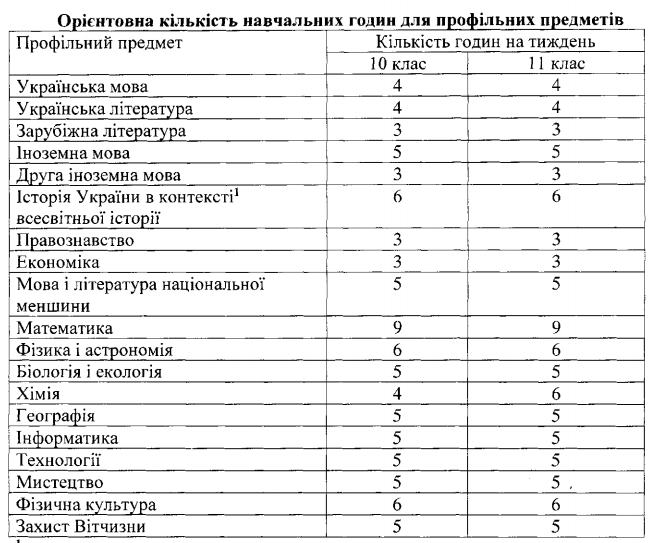 Орієнтовна кількість навчальних годин для профільних предметів
Профільний предмет Кількість годин на тиждень
10 клас 11 клас
Українська мова 4 4
Українська література 4 4
Зарубіжна література 3 3
Іноземна мова 5 5
Друга іноземна мова 3 3
Історія України в контексті¹ 6 6
всесвітньої історії
Правознавство 3 3
Економіка 3 3
Мова і література національної 5 5
меншини
Математика 9 9
Фізика і астрономія 6 6
Біологія і екологія 5 5
Хімія 4 6
Географія 5 5
Інформатика 5 5
Технології 5 5
Мистецтво 5 5
Фізична культура 6 6
Захист Вітчизни 5 5